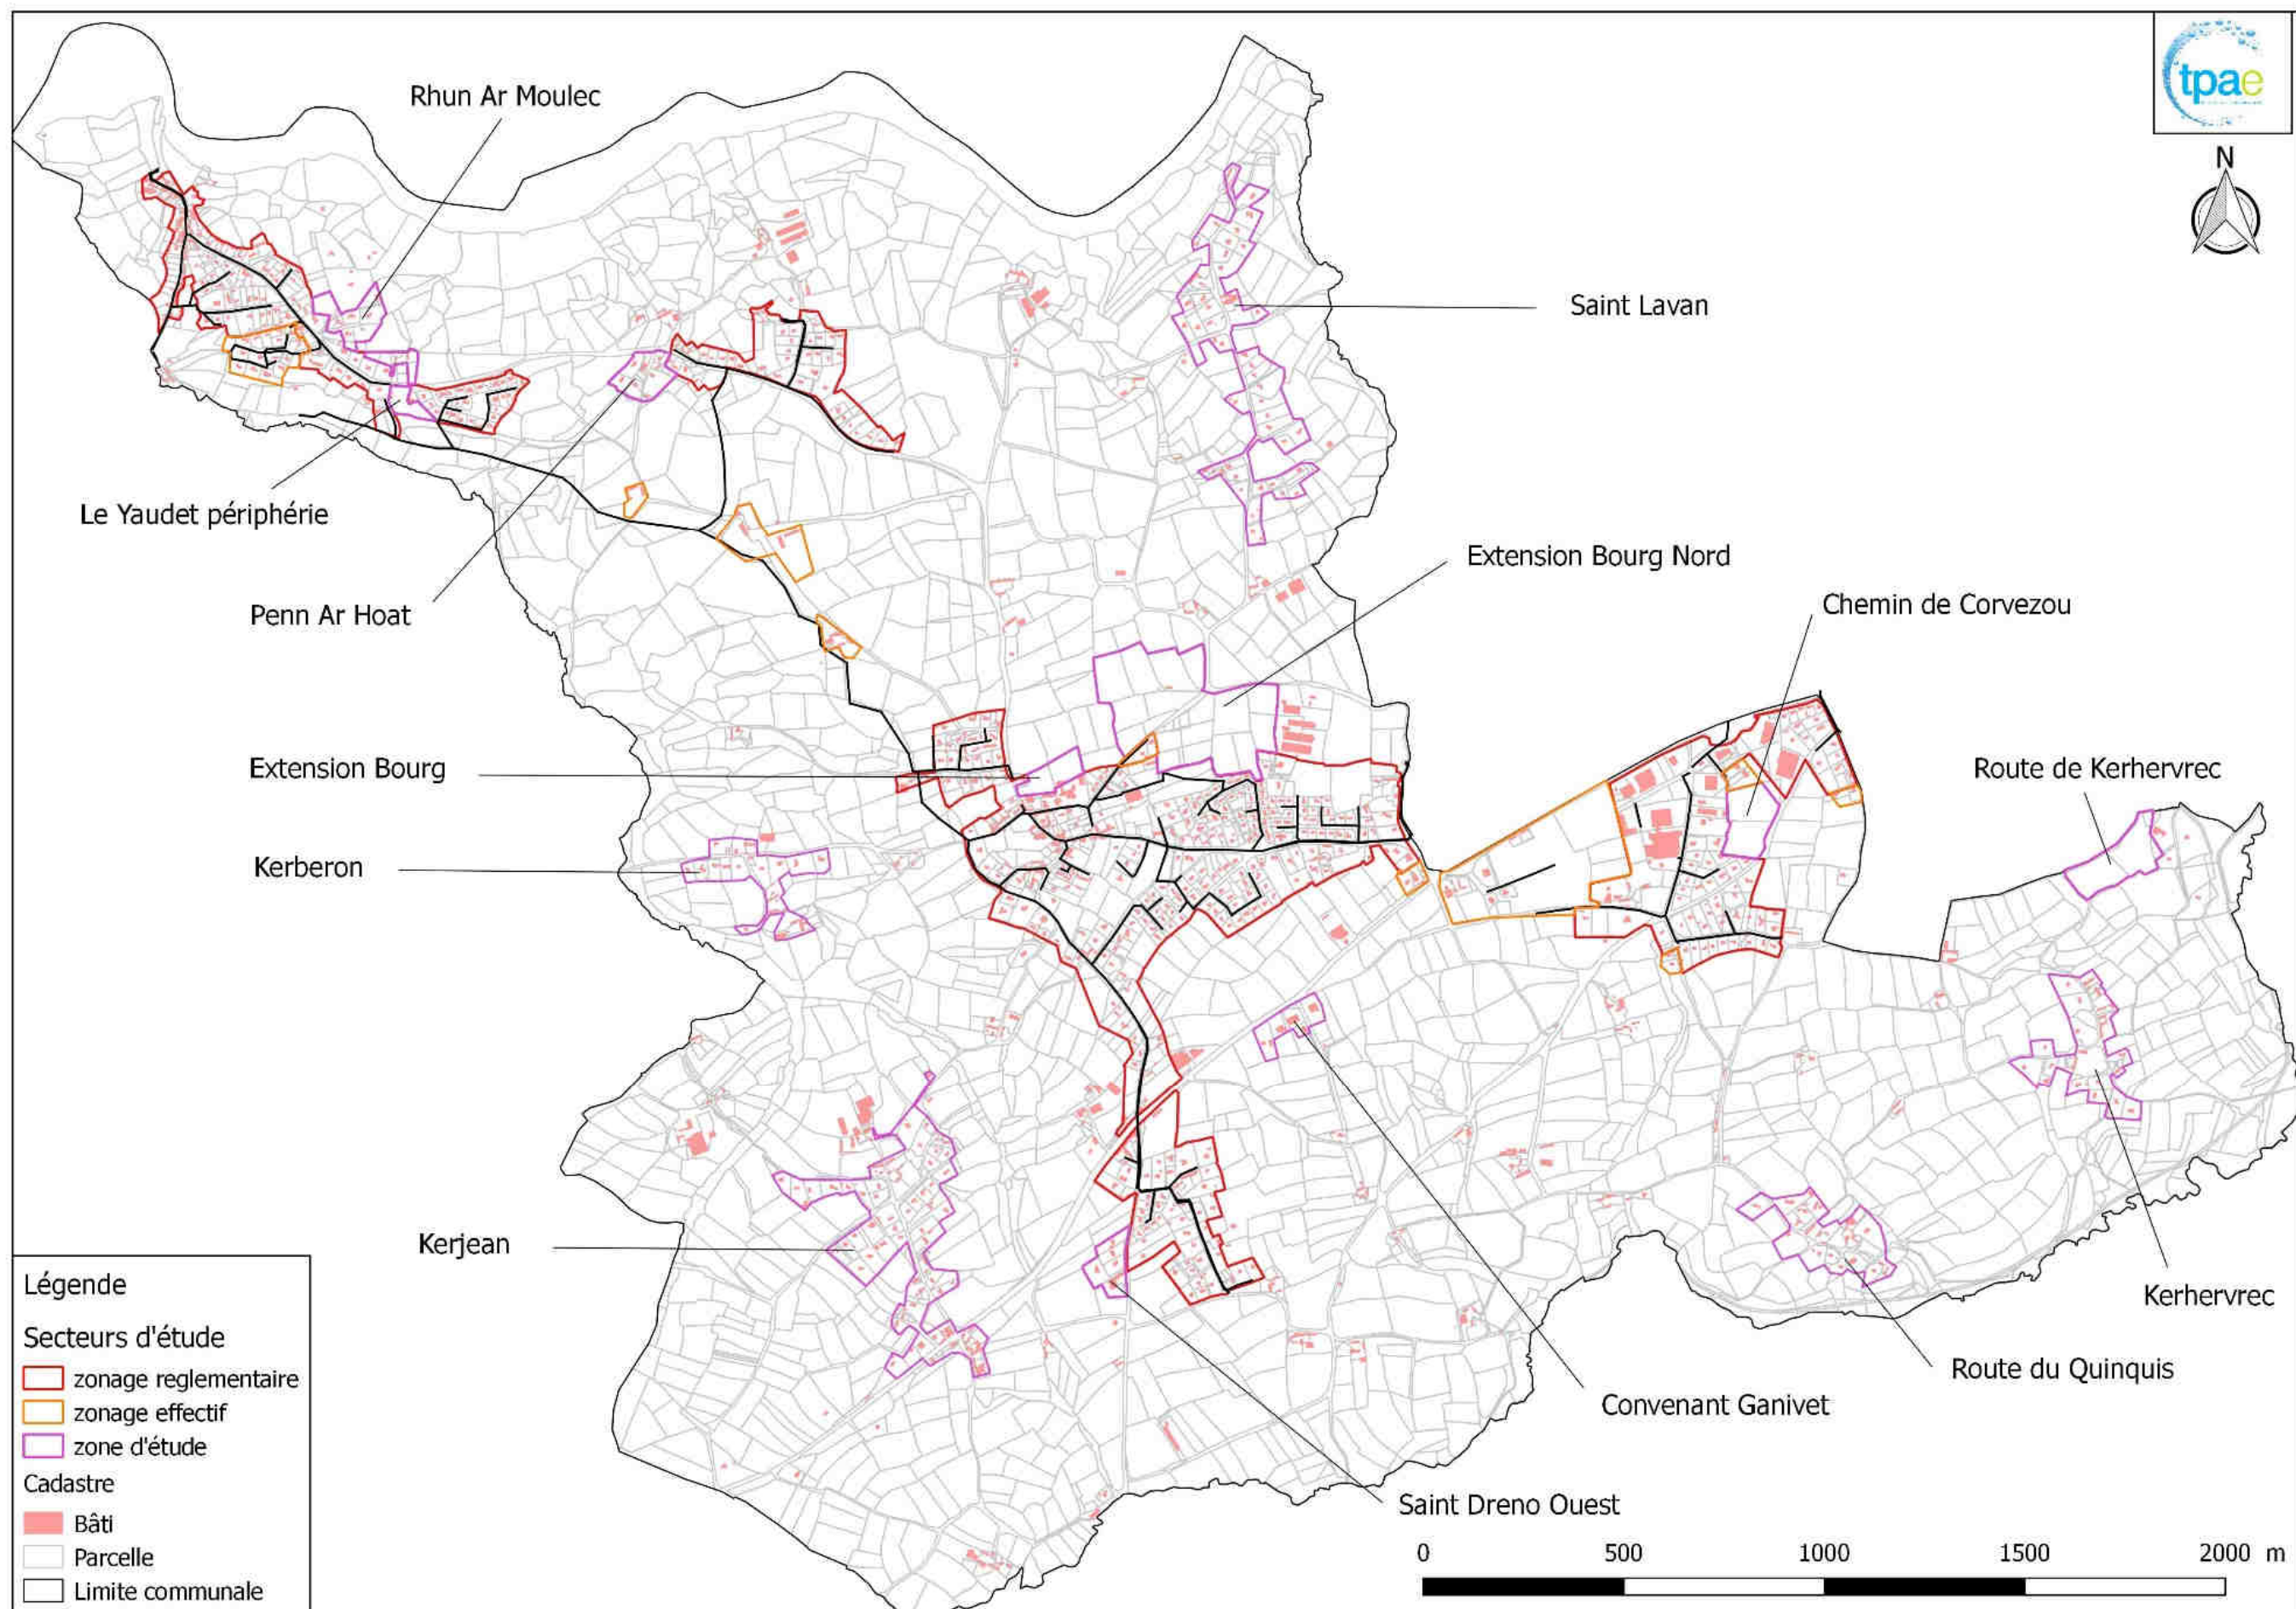 tpae
N
Rhun Ar Moulec
Saint Lavan
Le Yaudet périphérie
Extension Bourg Nord
Chemin de Corvezou
Penn Ar Hoat
Extension Bourg
Route de Kerhervrec
Kerberon
Kerjean
Kerhervrec
Route du Quinquis
Convenant Ganivet
Saint Dreno Ouest
Légende
Secteurs d'étude
zonage reglementaire
zonage effectif
zone d'étude
Cadastre
Bâti
Parcelle
Limite communale
0 500 1000 1500 2000 m